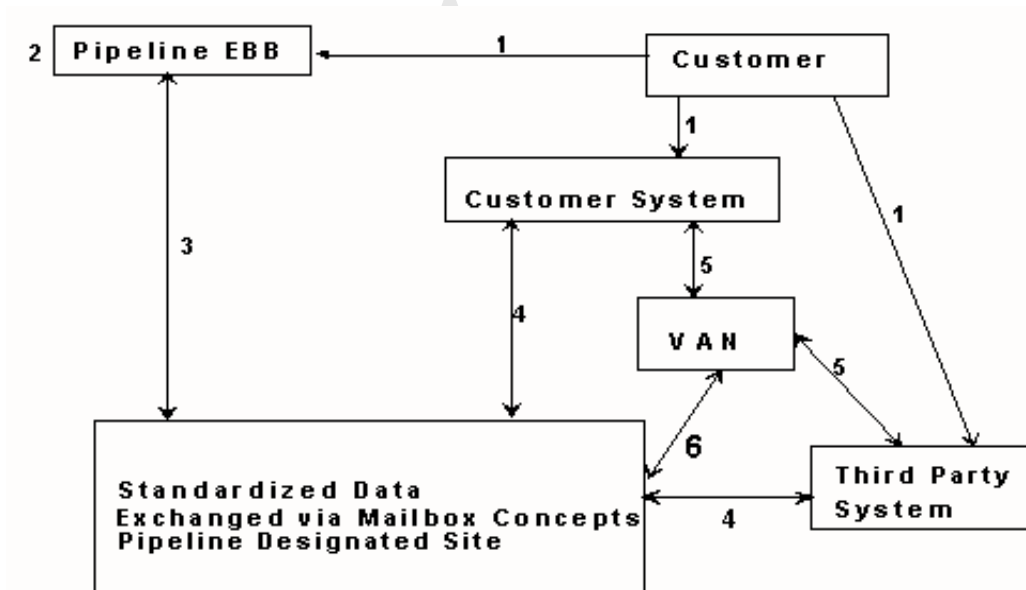 2
Pipeline EBB
1
Customer
1
1
Customer System
3
5
4
VAN
5
6
Third Party
System
Standardized Data
Exchanged via Mailbox Concepts
Pipeline Designated Site
4